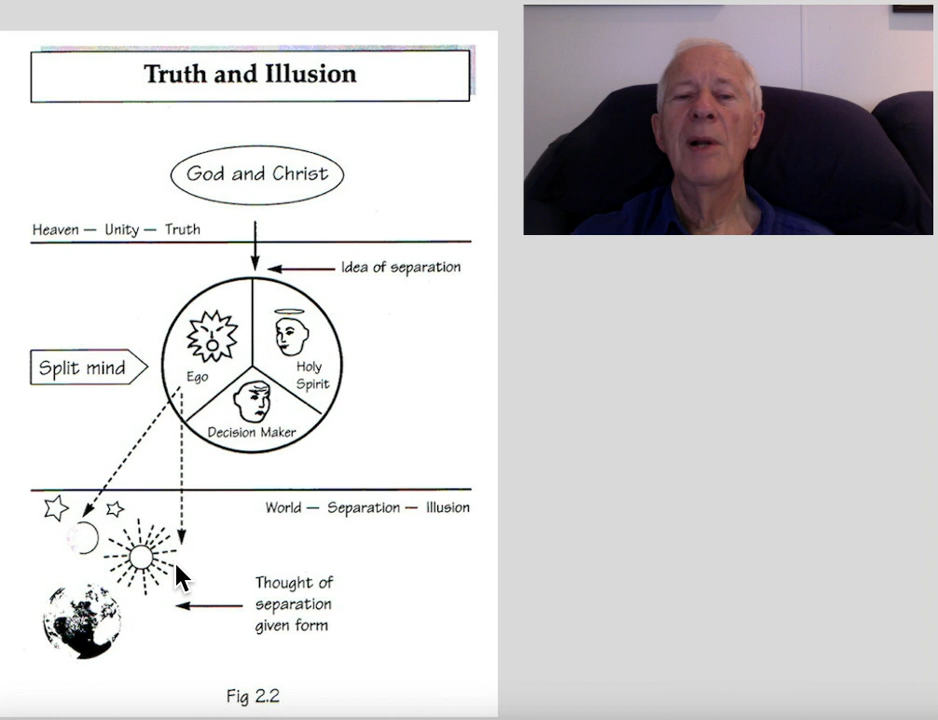 Truth and Illusion
God and Christ
Heaven — Unity — Truth
Idea of separation
Split mind
Ego
Holy
Spirit
Decision Maker
World — Separation — Illusion
Thought of
separation
given form
Fig 2.2